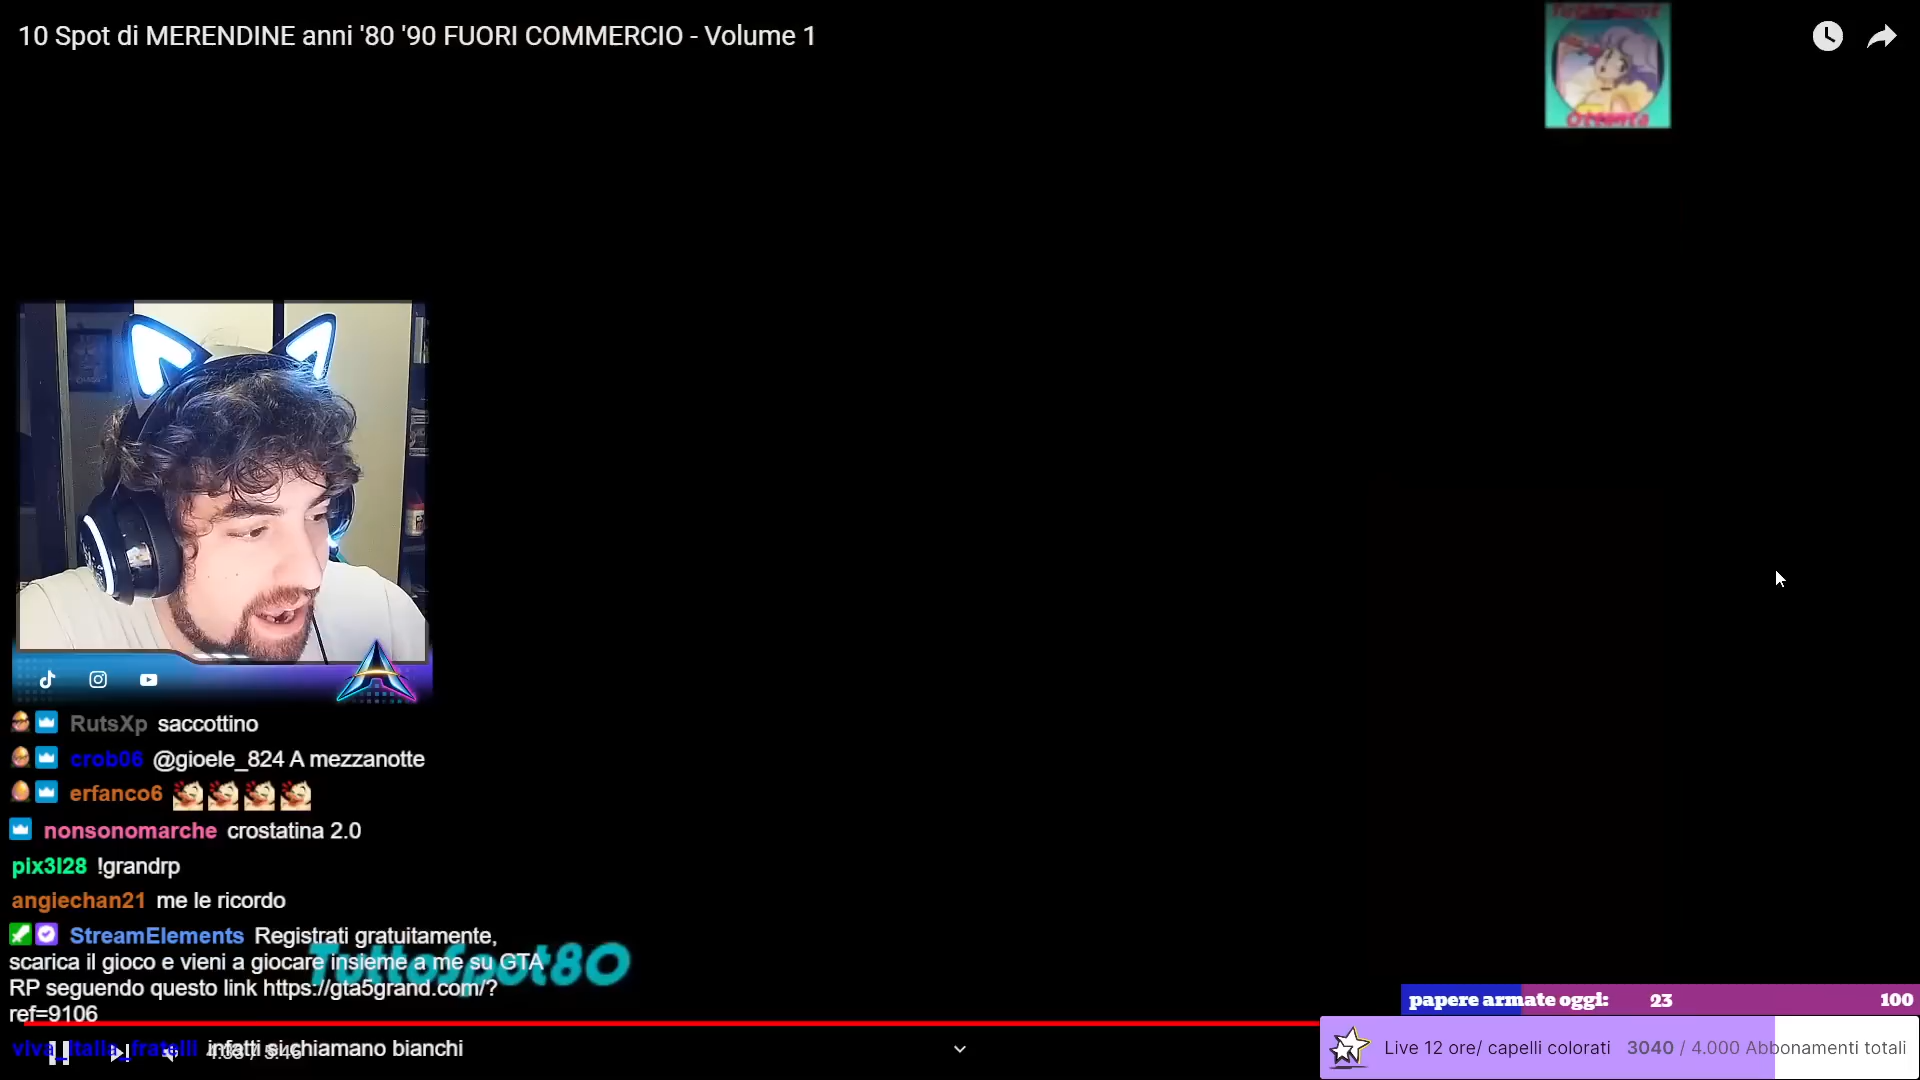 10 Spot di MERENDINE anni '80 '90 FUORI COMMERCIO - Volume 1
Ottanta
RutsXp saccottino
crob06 @gioele_824 A mezzanotte
erfanco6
nonsonomarche crostatina 2.0
pix3l28 !grandrp
angiechan21 me le ricordo
StreamElements Registrati gratuitamente,
scarica il gioco e vieni a giocare insieme a me su GTA
RP seguendo questo link https://gta5grand.com/?
ref=9106
TuttoSpot80
viva_italia_fratelli infatti si chiamano bianchi
papere armate oggi: 23 100
Live 12 ore/ capelli colorati 3040 / 4.000 Abbonamenti totali